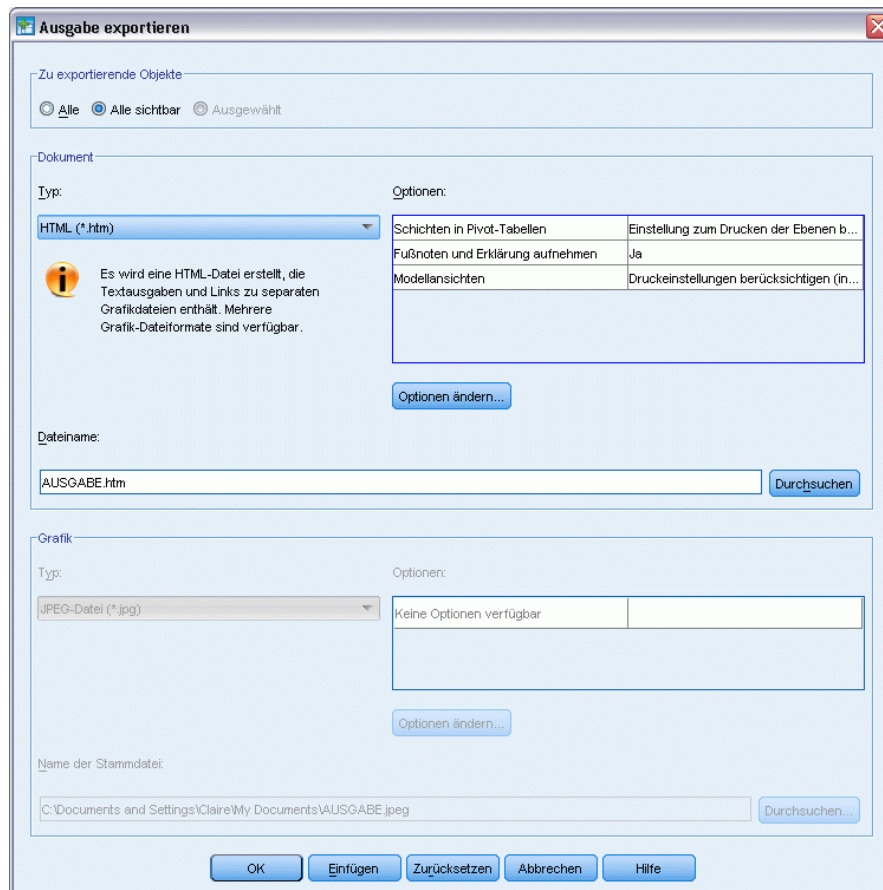 Ausgabe exportieren
Zu exportierende Objekte
Alle Alle sichtbar Ausgewählt
Dokument
Typ:
Optionen:
HTML (*.htm)
Schichten in Pivot-Tabellen Einstellung zum Drucken der Ebenen b...
Fußnoten und Erklärung aufnehmen Ja
Modellansichten Druckeinstellungen berücksichtigen (in...
Es wird eine HTML-Datei erstellt, die
Textausgaben und Links zu separaten
Grafikdateien enthält. Mehrere
Grafik-Dateiformate sind verfügbar.
Optionen ändern...
Dateiname:
AUSGABE.htm
Durchsuchen
Grafik
Typ:
Optionen:
JPEG-Datei (*.jpg)
Keine Optionen verfügbar
Optionen ändern...
Name der Stammdatei:
C:\Documents and Settings\Claire\My Documents\AUSGABE.jpeg
Durchsuchen...
OK Einfügen Zurücksetzen Abbrechen Hilfe